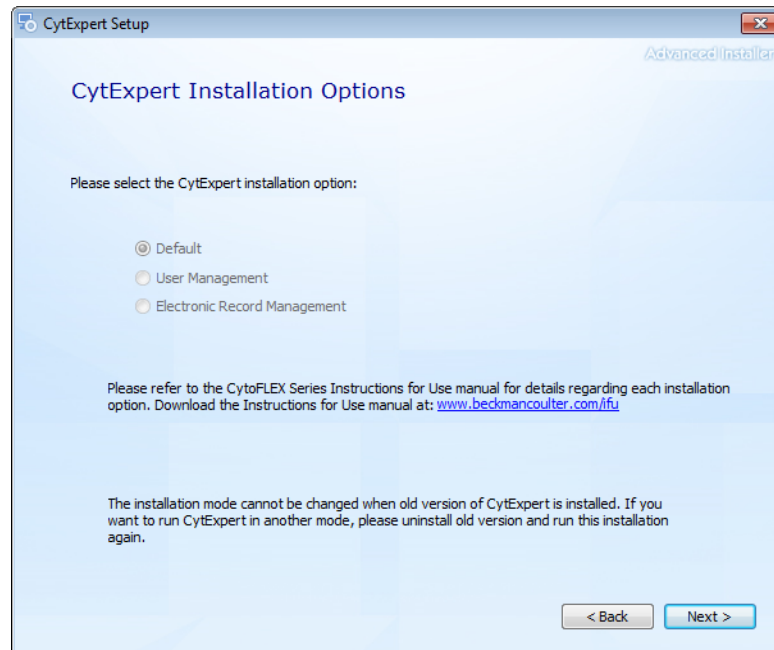 CytExpert Setup
Advanced Installer
CytExpert Installation Options
Please select the CytExpert installation option:
Default
User Management
Electronic Record Management
Please refer to the CytoFLEX Series Instructions for Use manual for details regarding each installation
option. Download the Instructions for Use manual at: www.beckmancoulter.com/ifu
The installation mode cannot be changed when old version of CytExpert is installed. If you
want to run CytExpert in another mode, please uninstall old version and run this installation
again.
< Back Next >